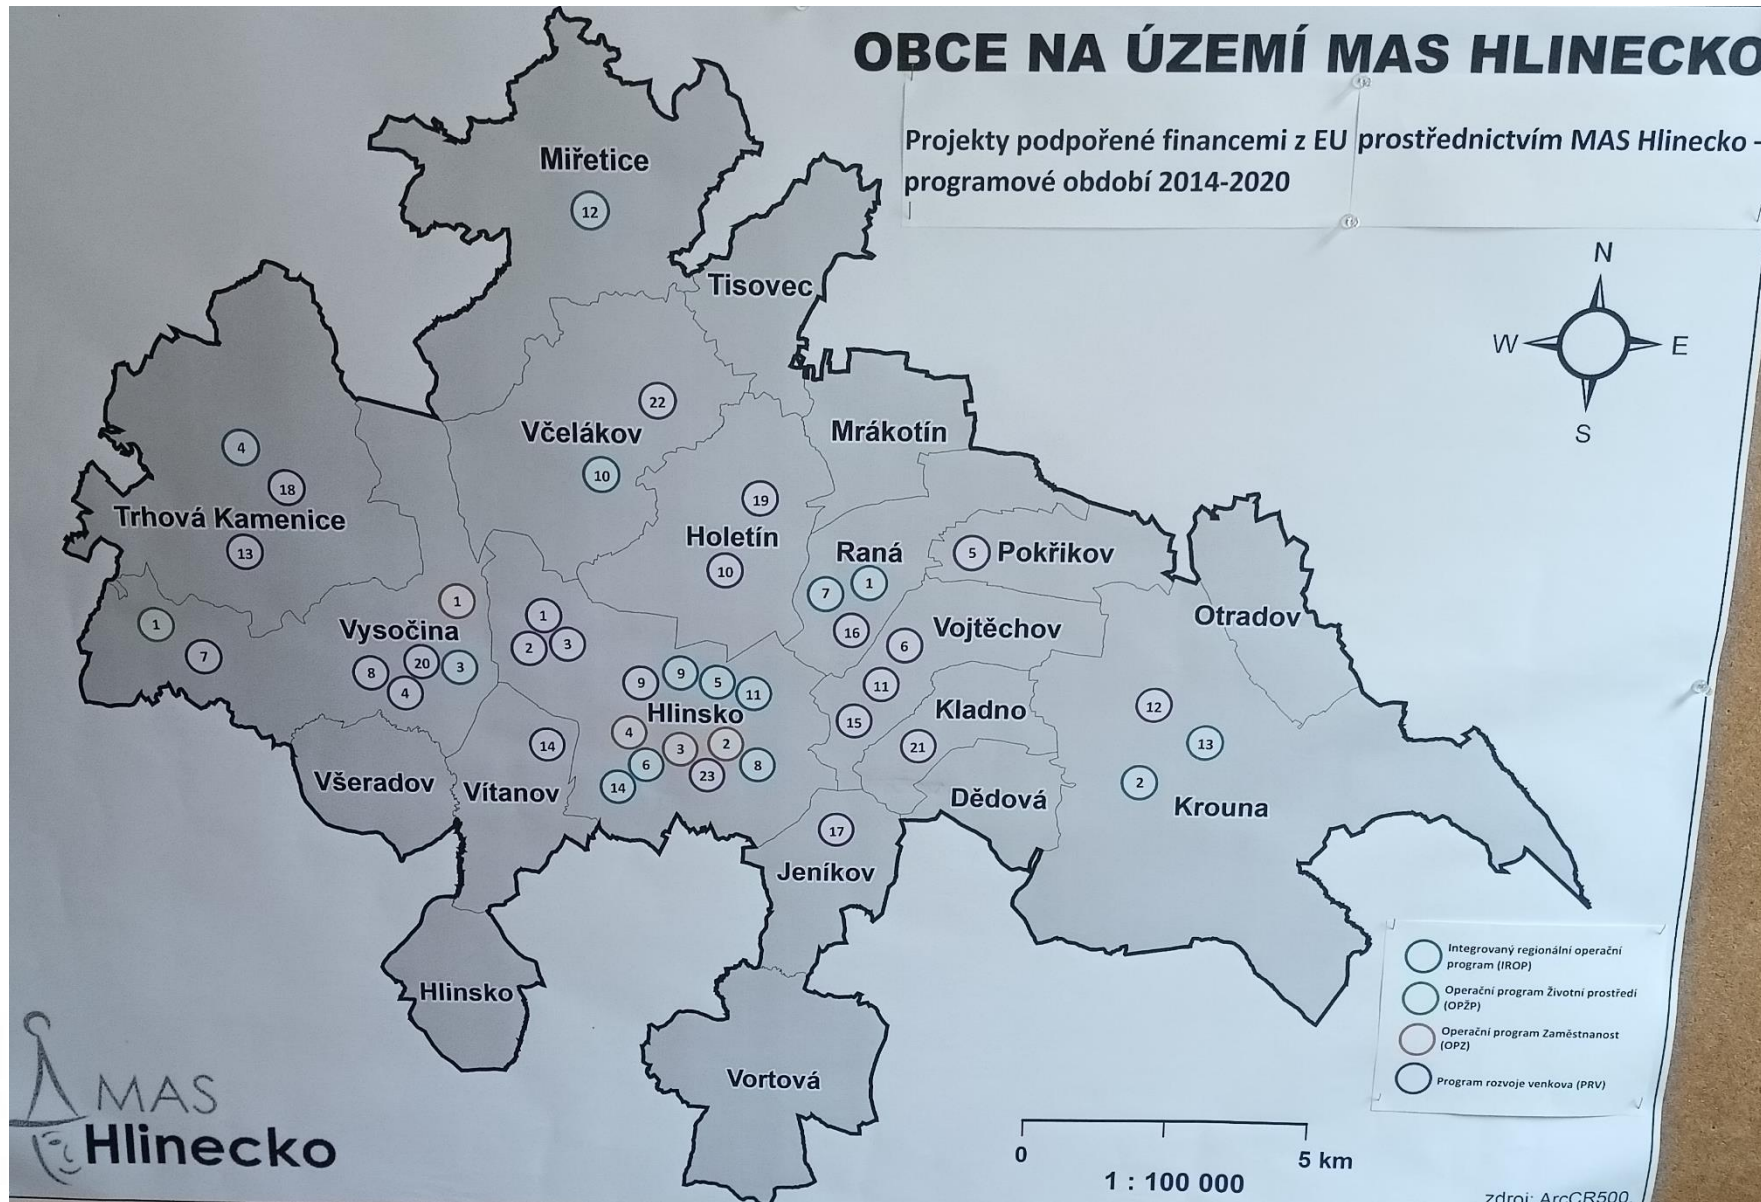 OBCE NA ÚZEMÍ MAS HLINECKO
Projekty podpořené financemi z EU prostřednictvím MAS Hlinecko -
programové období 2014-2020
N
W E
S
Miřetice
12
Tisovec
22
Včelákov
10
Mrákotín
4
18
Trhová Kamenice
13
19
Holetín
10
Raná
7
1
16
5
Pokřikov
Otradov
1
7
1
Vysočina
8
20
3
4
1
2
3
6
Vojtěchov
11
15
Kladno
21
9
9
5
11
Hlinsko
4
3
2
6
8
23
14
12
13
2
Krouna
Všeradov
14
Vítanov
Dědová
17
Jeníkov
Hlinsko
Vortová
Integrovaný regionální operační
program (IROP)
Operační program Životní prostředí
(OPŽP)
Operační program Zaměstnanost
(OPZ)
Program rozvoje venkova (PRV)
MAS
Hlinecko
0 5 km
1 : 100 000
zdroj: ArcCR500